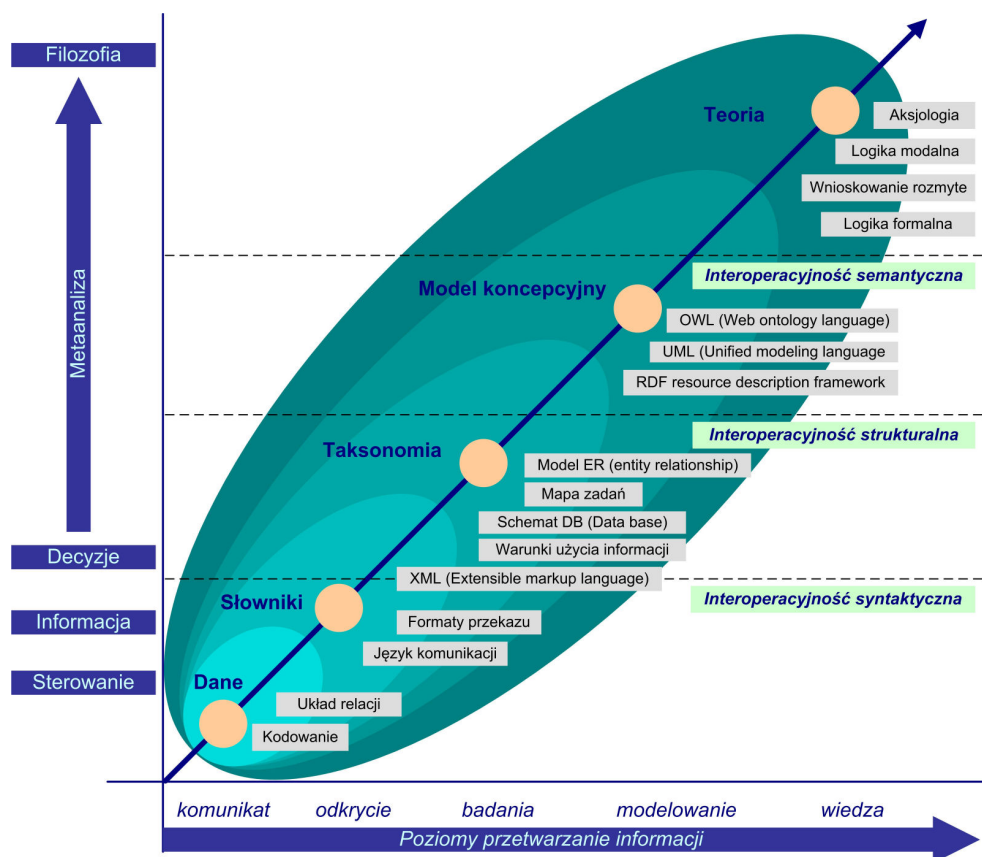 Filozofia
Teoria
Aksjologia
Logika modalna
Wnioskowanie rozmyte
Logika formalna
Interoperacyjność semantyczna
Metaanaliza
Model koncepcyjny
OWL (Web ontology language)
UML (Unified modeling language
RDF resource description framework
Interoperacyjność strukturalna
Taksonomia
Model ER (entity relationship)
Mapa zadań
Schemat DB (Data base)
Warunki użycia informacji
Decyzje
XML (Extensible markup language)
Interoperacyjność syntaktyczna
Słowniki
Informacja
Formaty przekazu
Język komunikacji
Sterowanie
Dane
Układ relacji
Kodowanie
komunikat odkrycie badania modelowanie wiedza
Poziomy przetwarzanie informacji